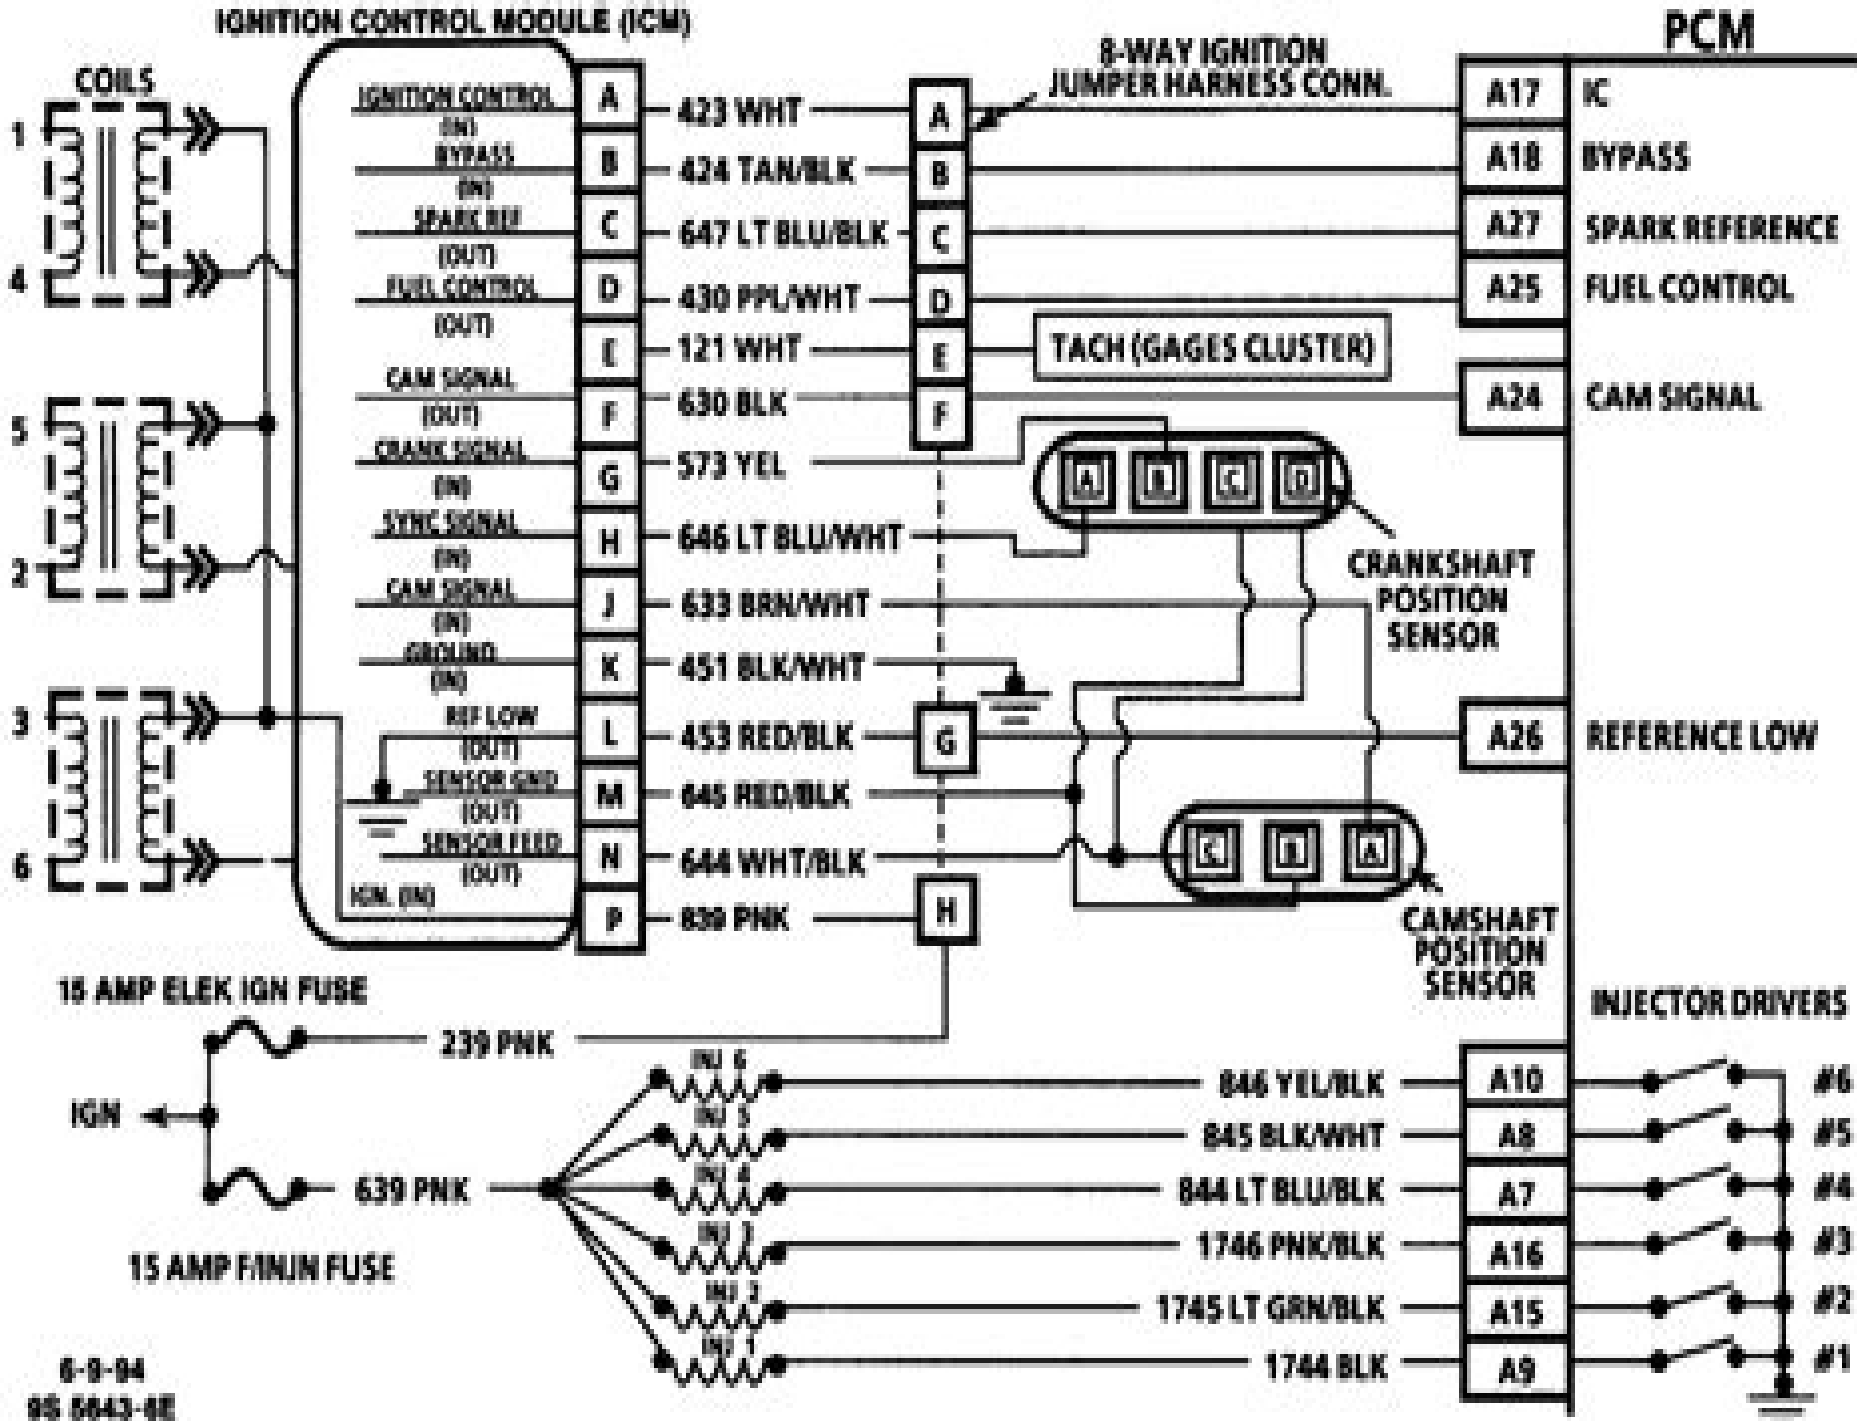 IGNITION CONTROL MODULE (ICM)
PCM
8-WAY IGNITION
JUMPER HARNESS CONN.
COILS
1
4
5
2
3
6
IGNITION CONTROL
(IN)
A
423 WHT
A
A17
IC
BYPASS
(IN)
B
424 TAN/BLK
B
A18
BYPASS
SPARK REF
(OUT)
C
647 LT BLU/BLK
C
A27
SPARK REFERENCE
FUEL CONTROL
(OUT)
D
430 PPL/WHT
D
A25
FUEL CONTROL
E
121 WHT
E
TACH (GAGES CLUSTER)
CAM SIGNAL
(OUT)
F
630 BLK
F
A24
CAM SIGNAL
CRANK SIGNAL
(IN)
G
573 YEL
A
B
C
D
SYNC SIGNAL
(IN)
H
646 LT BLU/WHT
CRANKSHAFT
POSITION
SENSOR
CAM SIGNAL
(IN)
J
633 BRN/WHT
GROUND
(IN)
K
451 BLK/WHT
REF LOW
(OUT)
L
453 RED/BLK
G
A26
REFERENCE LOW
SENSOR GND
(OUT)
M
RED/BLK
SENSOR FEED
(OUT)
N
644 WHT/BLK
C
B
A
IGN. (IN)
P
839 PNK
H
CAMSHAFT
POSITION
SENSOR
15 AMP ELEK IGN FUSE
239 PNK
IGN
639 PNK
15 AMP F/INJN FUSE
INJECTOR DRIVERS
INJ 6
846 YEL/BLK
A10
#6
INJ 5
845 BLK/WHT
A8
#5
INJ 4
844 LT BLU/BLK
A7
#4
INJ 3
1746 PNK/BLK
A16
#3
INJ 2
1745 LT GRN/BLK
A15
#2
INJ 1
1744 BLK
A9
#1
6-9-94